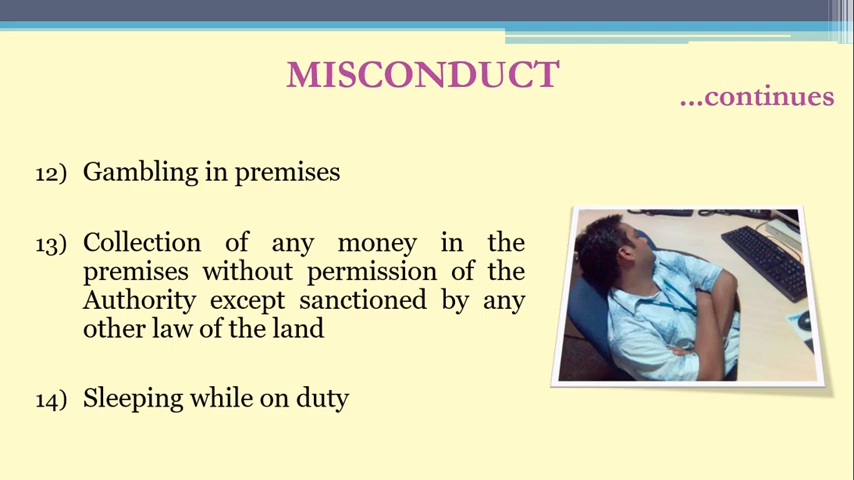 MISCONDUCT
...continues
12) Gambling in premises
13) Collection of any money in the
premises without permission of the
Authority except sanctioned by any
other law of the land
14) Sleeping while on duty